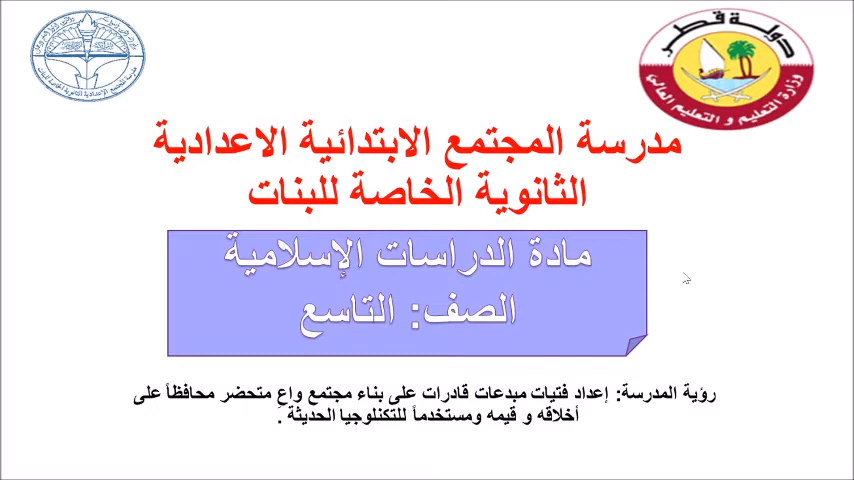 دولة قطر
وزارة التعليم و التعليم العالي
مدرسة المجتمع الابتدائية الاعدادية
الثانوية الخاصة للبنات
مادة الدراسات الإسلامية
الصف: التاسع
رؤية المدرسة: إعداد فتيات مبدعات قادرات على بناء مجتمع واعِ متحضر محافظاً على
أخلاقه و قيمه ومستخدماً للتكنلوجيا الحديثة .